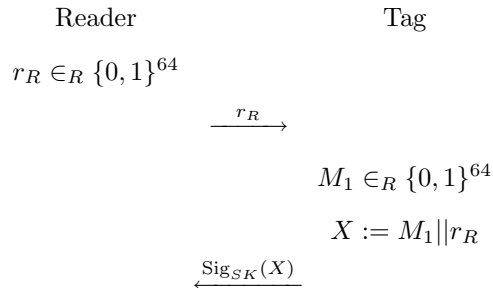 Reader Tag
r_R ∈_R {0, 1}^64
r_R
M_1 ∈_R {0, 1}^64
X := M_1||r_R
Sig_SK(X)